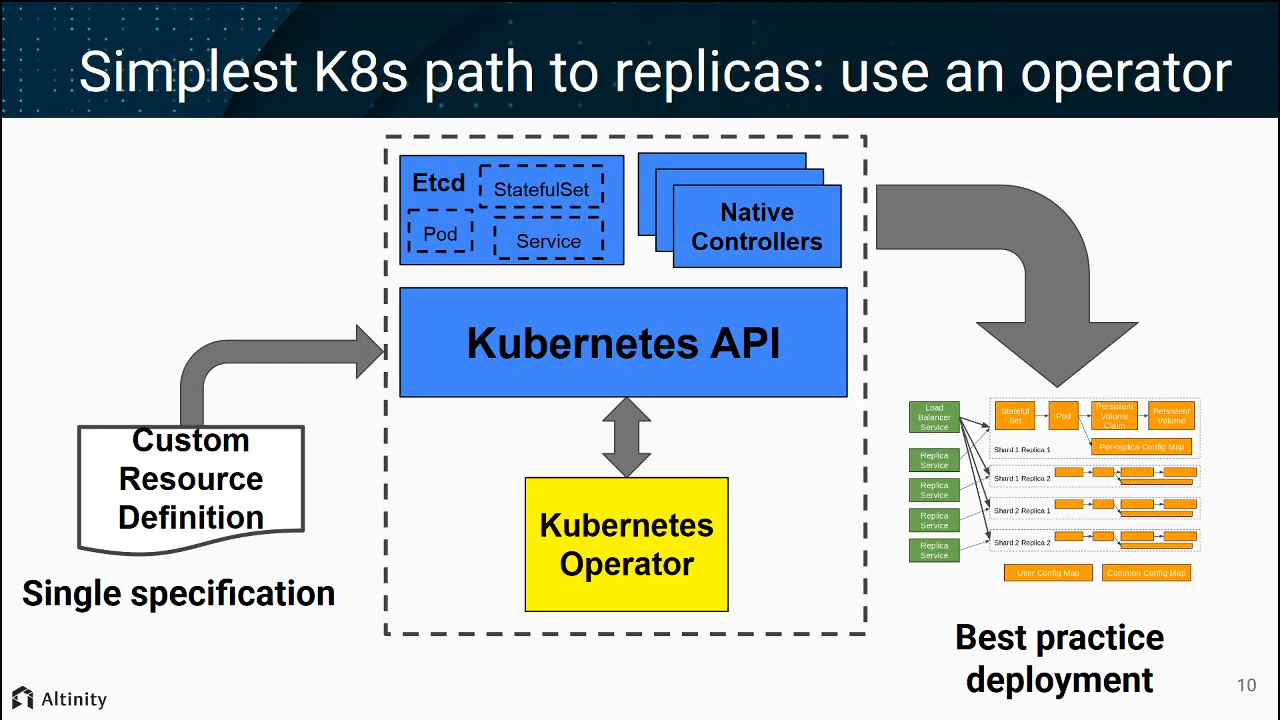 Simplest K8s path to replicas: use an operator
Etcd
StatefulSet
Pod
Service
Native
Controllers
Kubernetes API
Custom
Resource
Definition
Single specification
Kubernetes
Operator
Load
Balancer
Service
Replica
Service
Replica
Service
Replica
Service
Replica
Service
Stateful
Set
Pod
Persistent
Volume
Claim
Persistent
Volume
Per-replica Config Map
Shard 1 Replica 1
Shard 1 Replica 2
Shard 2 Replica 1
Shard 2 Replica 2
User Config Map
Common Config Map
Best practice
deployment
Altinity
10